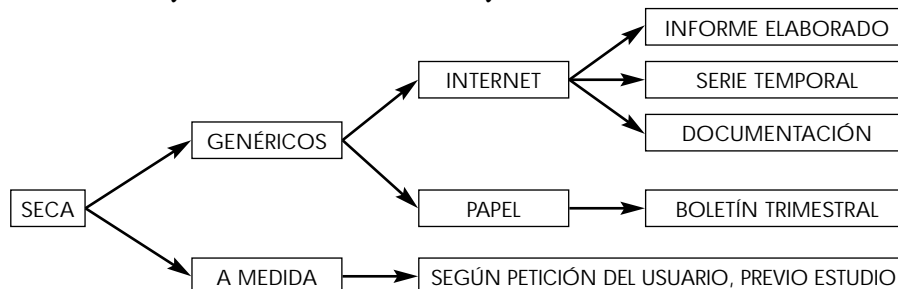 INFORME ELABORADO
INTERNET
SERIE TEMPORAL
GENÉRICOS
DOCUMENTACIÓN
SECA
PAPEL
BOLETÍN TRIMESTRAL
A MEDIDA
SEGÚN PETICIÓN DEL USUARIO, PREVIO ESTUDIO